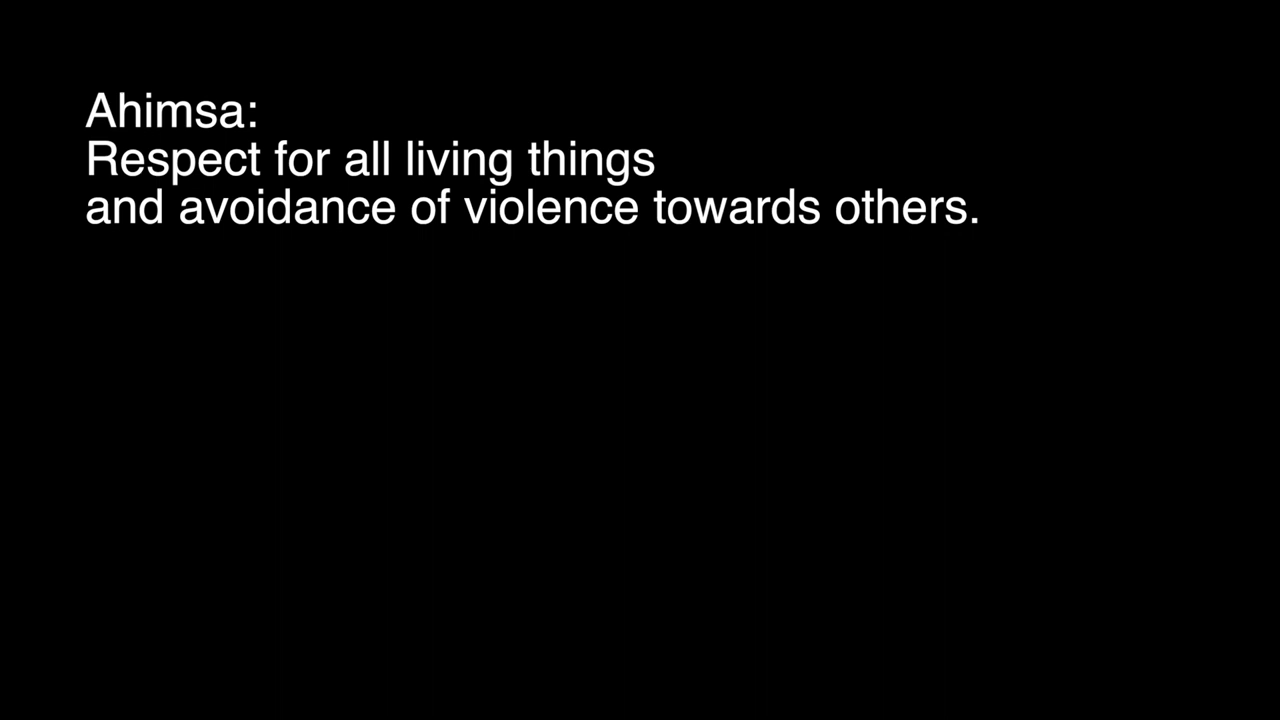 Ahimsa:
Respect for all living things
and avoidance of violence towards others.